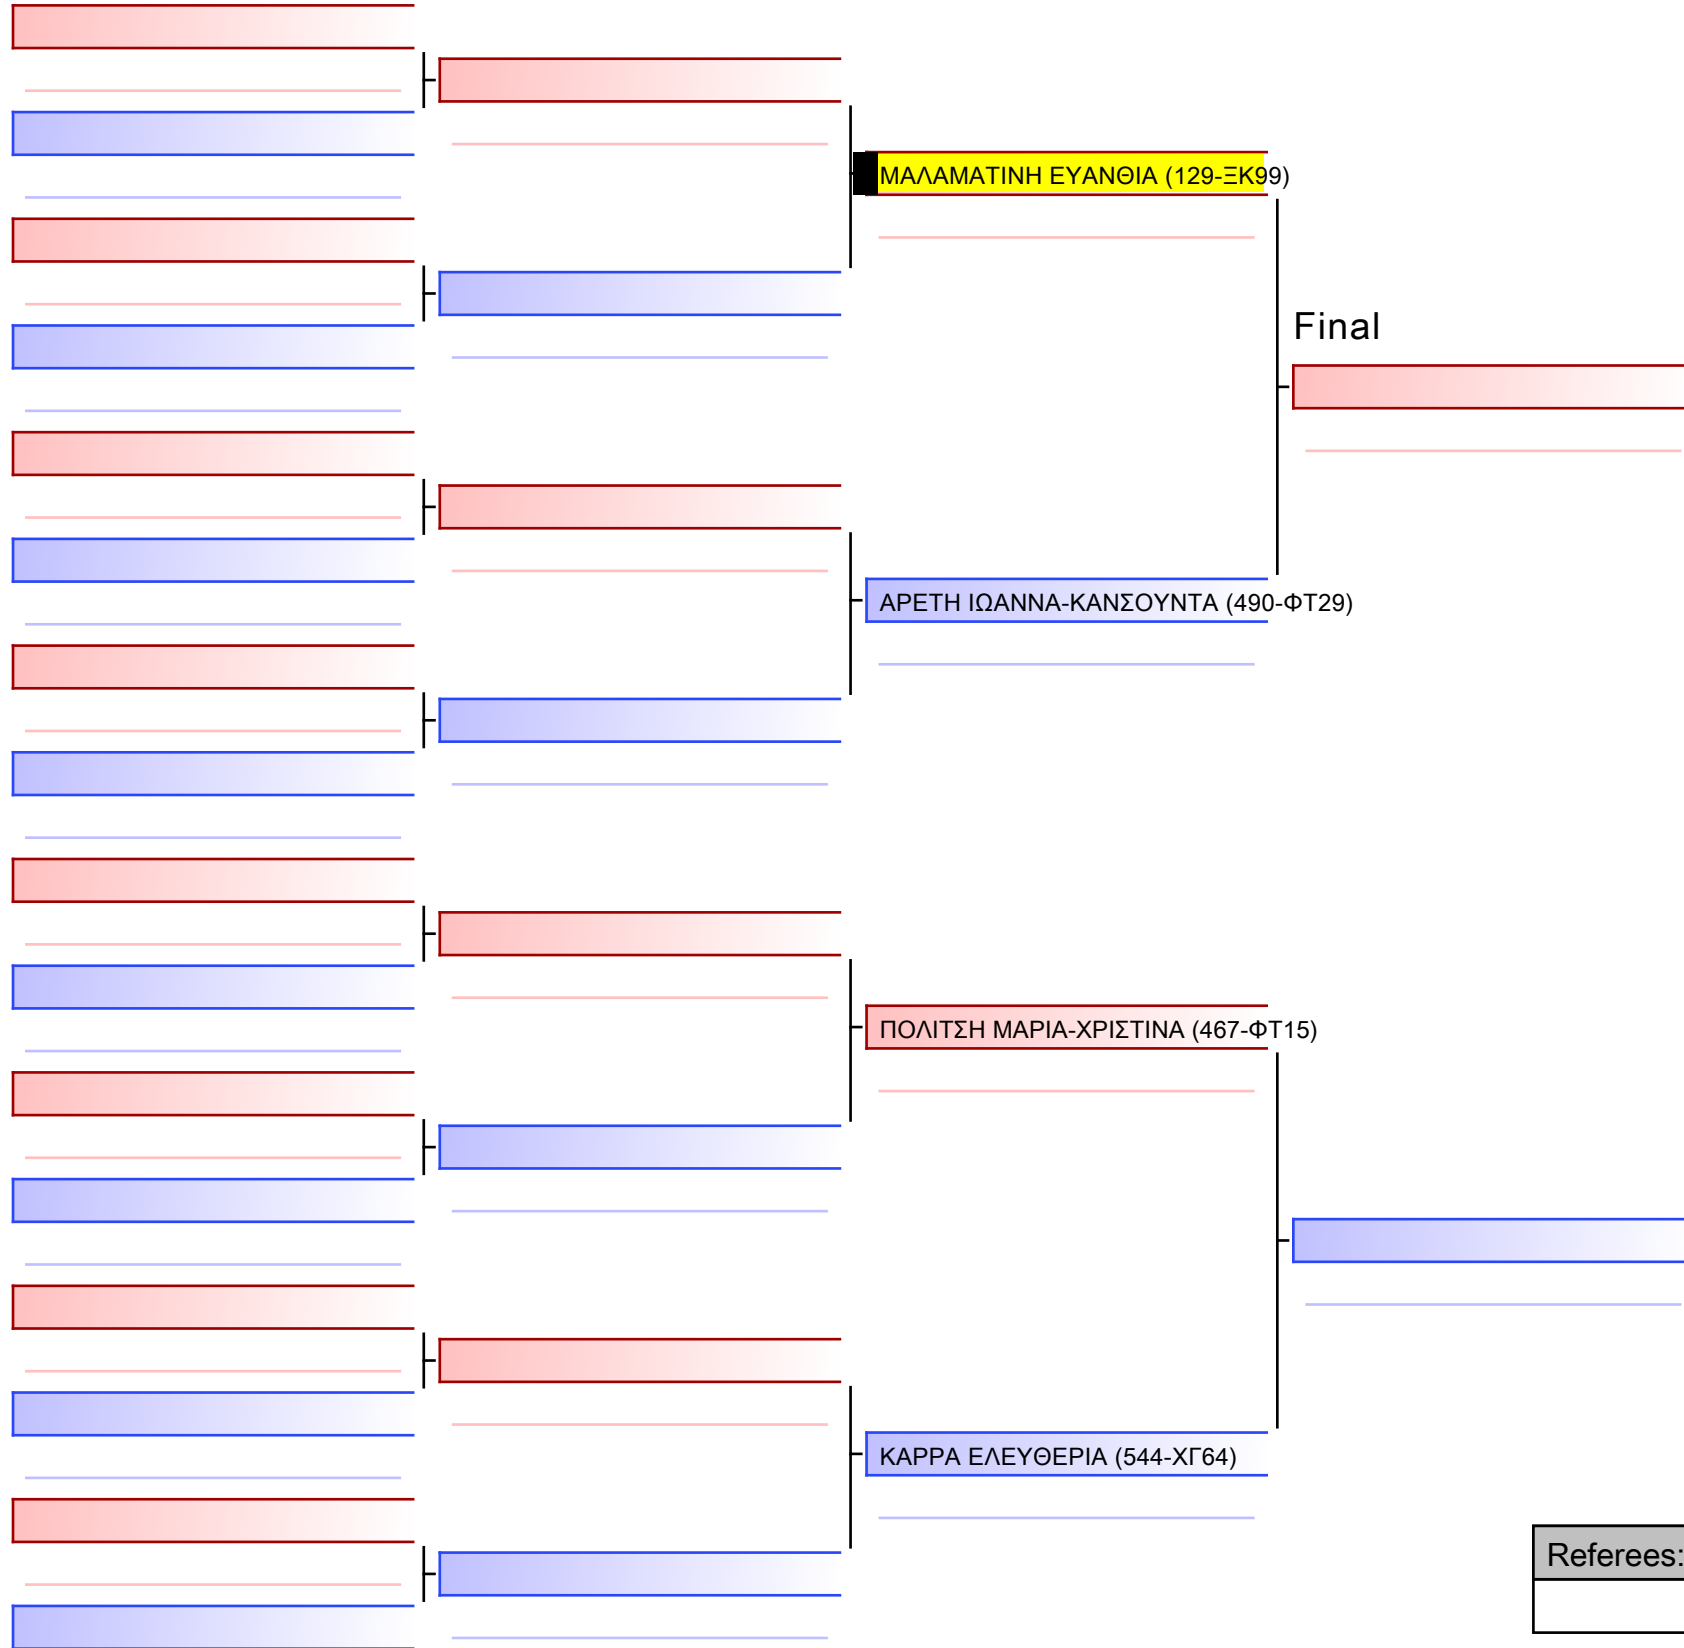 ΜΑΛΑΜΑΤΙΝΗ ΕΥΑΝΘΙΑ (129-ΞΚ99)
Final
ΑΡΕΤΗ ΙΩΑΝΝΑ-ΚΑΝΣΟΥΝΤΑ (490-ΦΤ29)
ΠΟΛΙΤΣΗ ΜΑΡΙΑ-ΧΡΙΣΤΙΝΑ (467-ΦΤ15)
ΚΑΡΡΑ ΕΛΕΥΘΕΡΙΑ (544-ΧΓ64)
Referees: